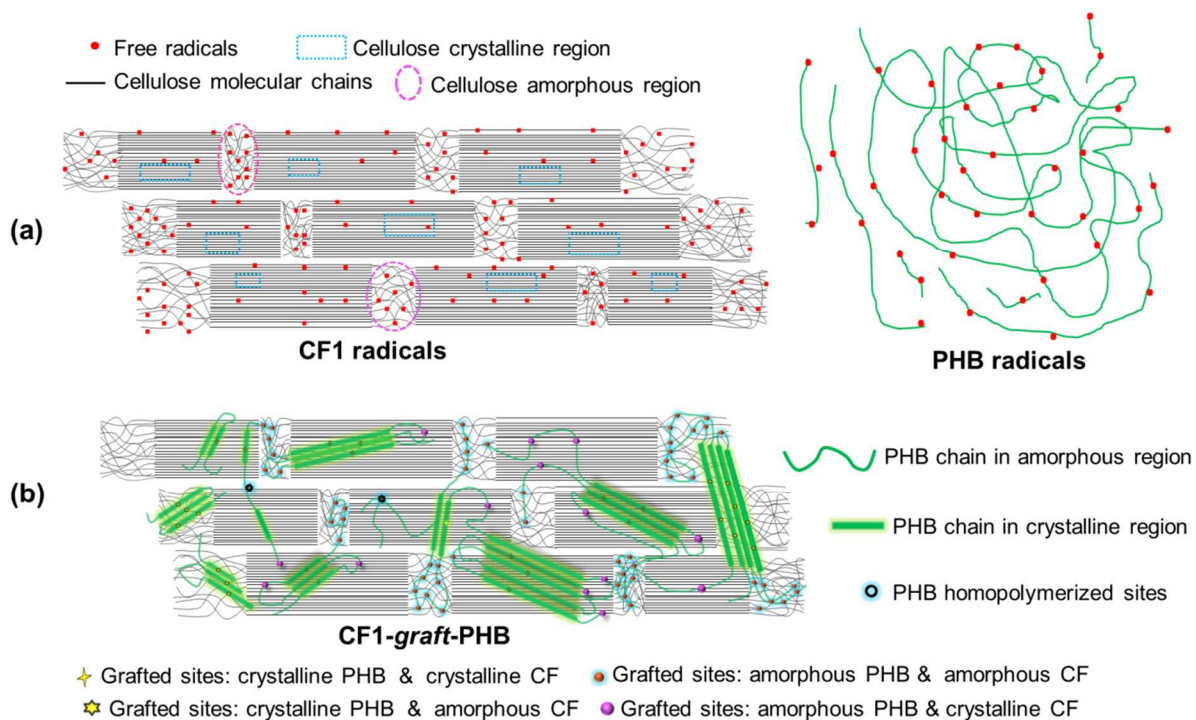 Free radicals
Cellulose crystalline region
Cellulose molecular chains
Cellulose amorphous region
(a)
CF1 radicals
PHB radicals
(b)
PHB chain in amorphous region
PHB chain in crystalline region
PHB homopolymerized sites
CF1-graft-PHB
Grafted sites: crystalline PHB & crystalline CF
Grafted sites: amorphous PHB & amorphous CF
Grafted sites: crystalline PHB & amorphous CF
Grafted sites: amorphous PHB & crystalline CF